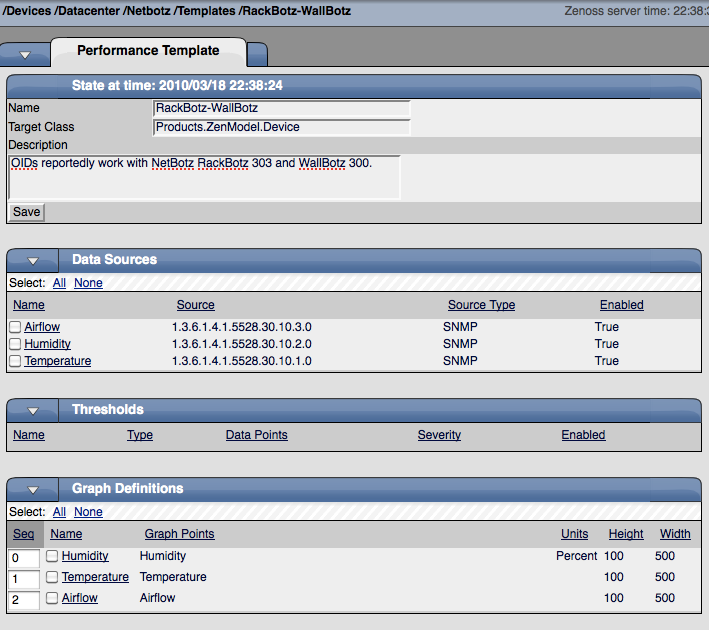 /Devices /Datacenter /Netbotz /Templates /RackBotz-WallBotz Zenoss server time: 22:38:
Performance Template
State at time: 2010/03/18 22:38:24
Name RackBotz-WallBotz
Target Class Products.ZenModel.Device
Description
OIDs reportedly work with NetBotz RackBotz 303 and WallBotz 300.
Save
Data Sources
Select: All None
Name Source Source Type Enabled
Airflow 1.3.6.1.4.1.5528.30.10.3.0 SNMP True
Humidity 1.3.6.1.4.1.5528.30.10.2.0 SNMP True
Temperature 1.3.6.1.4.1.5528.30.10.1.0 SNMP True
Thresholds
Name Type Data Points Severity Enabled
Graph Definitions
Select: All None
Seq Name Graph Points Units Height Width
0 Humidity Humidity Percent 100 500
1 Temperature Temperature 100 500
2 Airflow Airflow 100 500